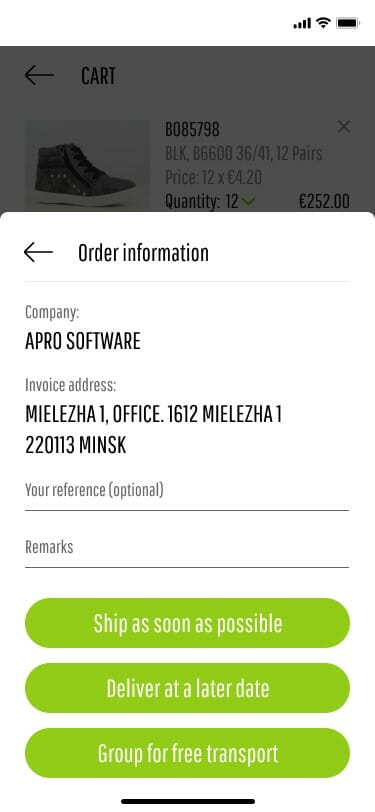 CART
B085798
BLK, B6600 36/41, 12 Pairs
Price: 12 x €4.20
Quantity: 12
€252.00
Order information
Company:
APRO SOFTWARE
Invoice address:
MIELEZHA 1, OFFICE. 1612 MIELEZHA 1
220113 MINSK
Your reference (optional)
Remarks
Ship as soon as possible
Deliver at a later date
Group for free transport